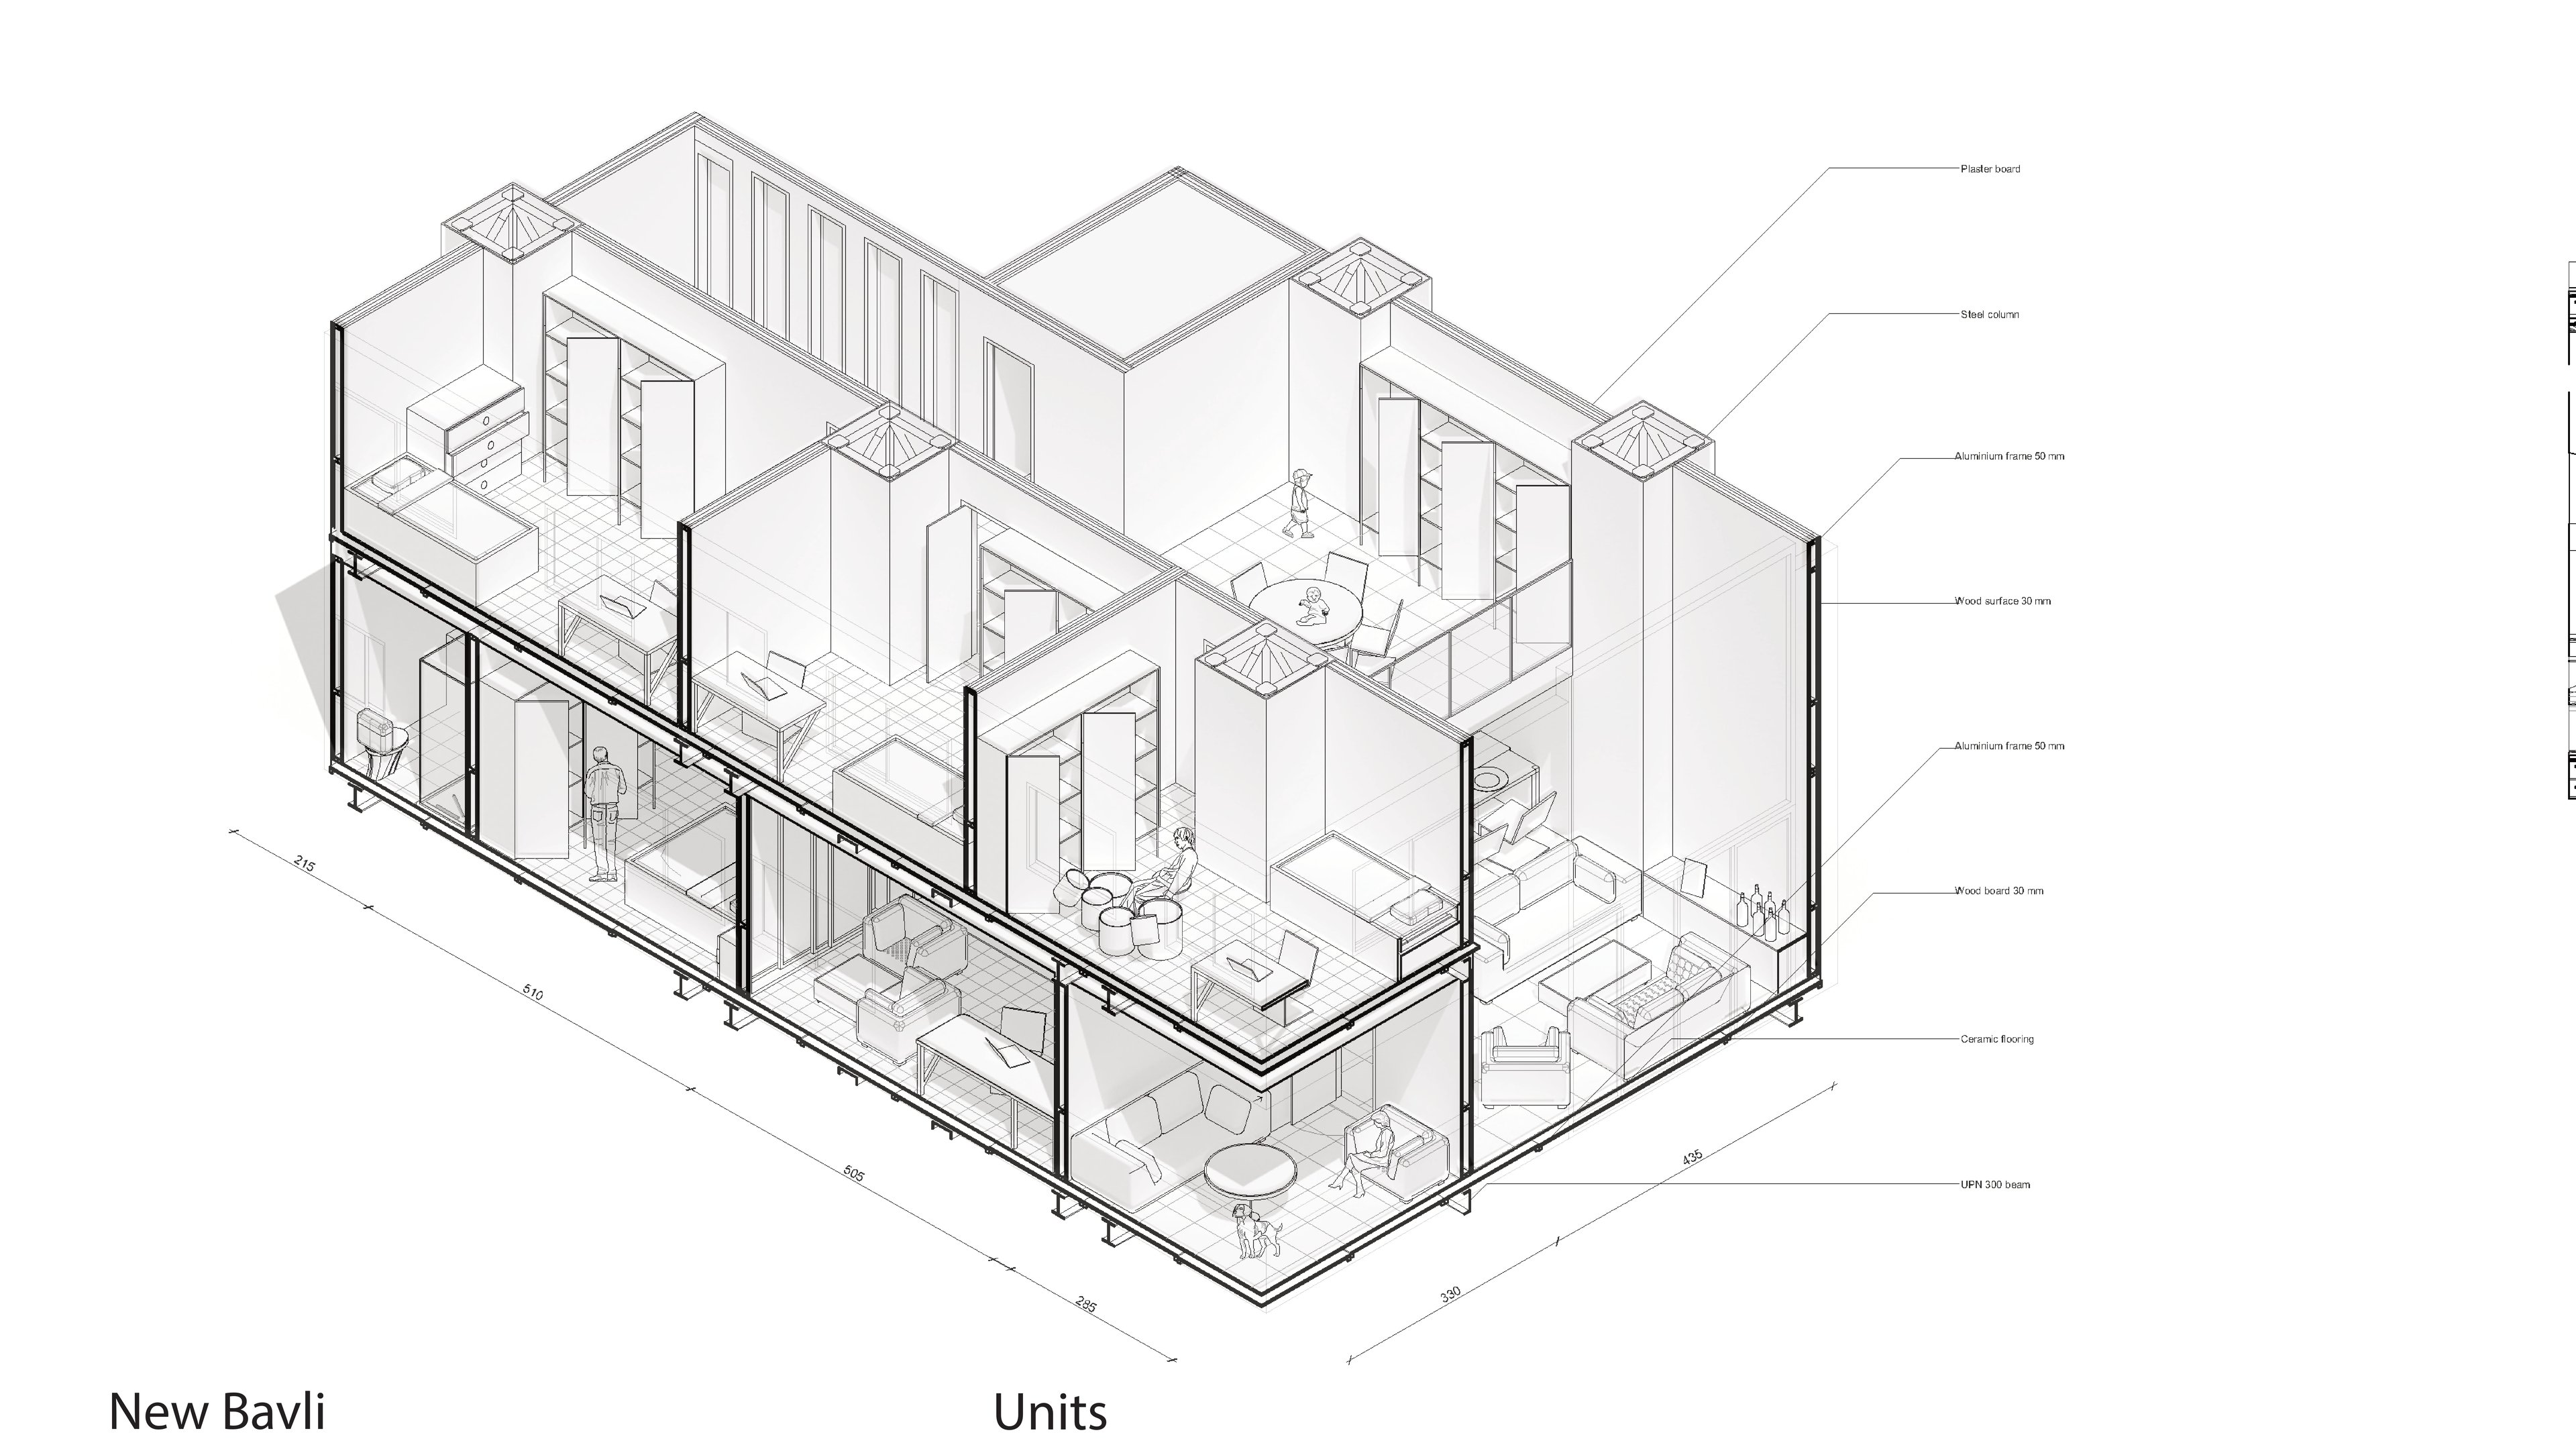 Plaster board
Steel column
Aluminium frame 50 mm
Wood surface 30 mm
Aluminium frame 50 mm
Wood board 30 mm
Ceramic flooring
UPN 300 beam
215
510
505
285
330
435
New Bavli
Units